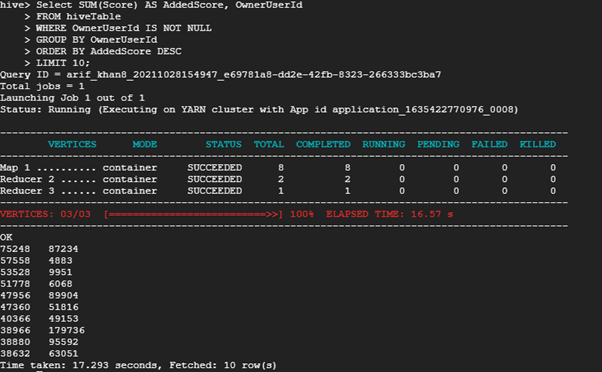 hive> Select SUM(Score) AS AddedScore, OwnerUserId
    > FROM hiveTable
    > WHERE OwnerUserId IS NOT NULL
    > GROUP BY OwnerUserId
    > ORDER BY AddedScore DESC
    > LIMIT 10;
Query ID = arif_khan8_20211028154947_e69781a8-dd2e-42fb-8323-266333bc3ba7
Total jobs = 1
Launching Job 1 out of 1
Status: Running (Executing on YARN cluster with App id application_1635422770976_0008)
----------------------------------------------------------------------------------------------
        VERTICES      MODE        STATUS  TOTAL  COMPLETED  RUNNING  PENDING  FAILED  KILLED
----------------------------------------------------------------------------------------------
Map 1 .......... container     SUCCEEDED      8          8        0        0       0       0
Reducer 2 ...... container     SUCCEEDED      2          2        0        0       0       0
Reducer 3 ...... container     SUCCEEDED      1          1        0        0       0       0
----------------------------------------------------------------------------------------------
VERTICES: 03/03  [==========================>>] 100%  ELAPSED TIME: 16.57 s
----------------------------------------------------------------------------------------------
OK
75248   87234
57558   4883
53528   9951
51778   6068
47956   89904
47360   51816
40366   49153
38966   179736
38880   95592
38632   63051
Time taken: 17.293 seconds, Fetched: 10 row(s)